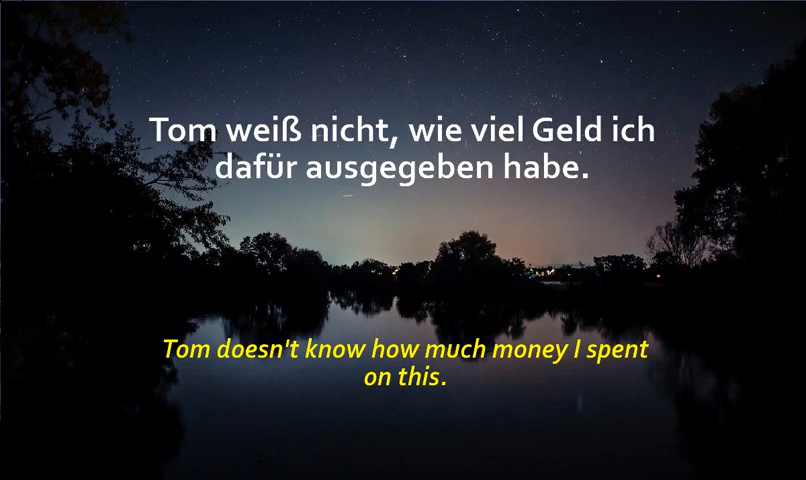 Tom weiß nicht, wie viel Geld ich
dafür ausgegeben habe.
Tom doesn't know how much money I spent
on this.